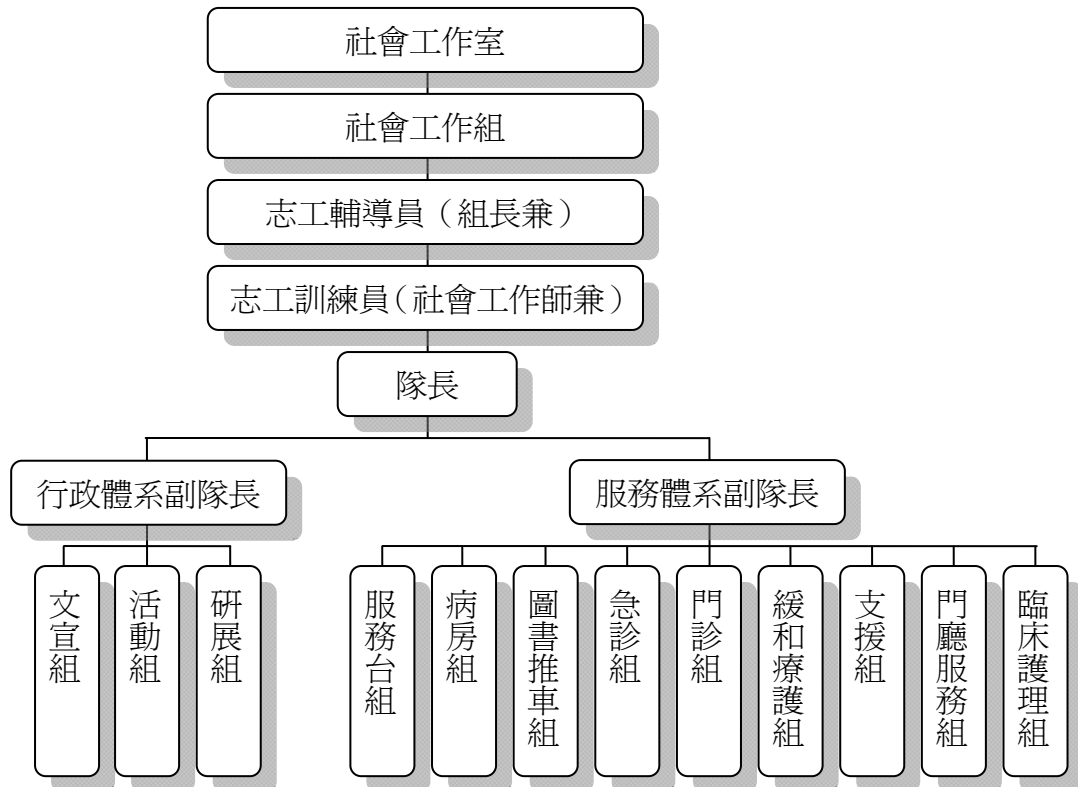 社會工作室
社會工作組
志工輔導員（組長兼）
志工訓練員（社會工作師兼）
隊長
行政體系副隊長
服務體系副隊長
文宣組
活動組
研展組
服務台組
病房組
圖書推車組
急診組
門診組
緩和療護組
支援組
門廳服務組
臨床護理組